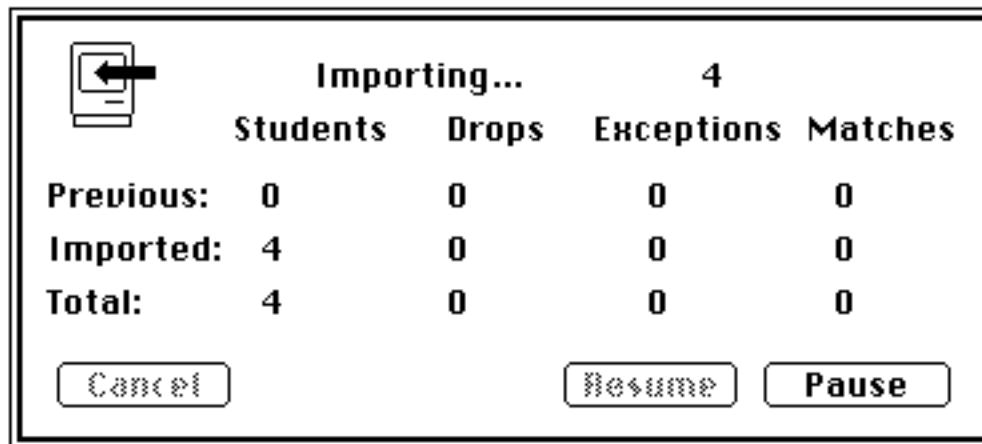 Importing... 4
Students Drops Exceptions Matches
Previous: 0 0 0 0
Imported: 4 0 0 0
Total: 4 0 0 0
Cancel Resume Pause